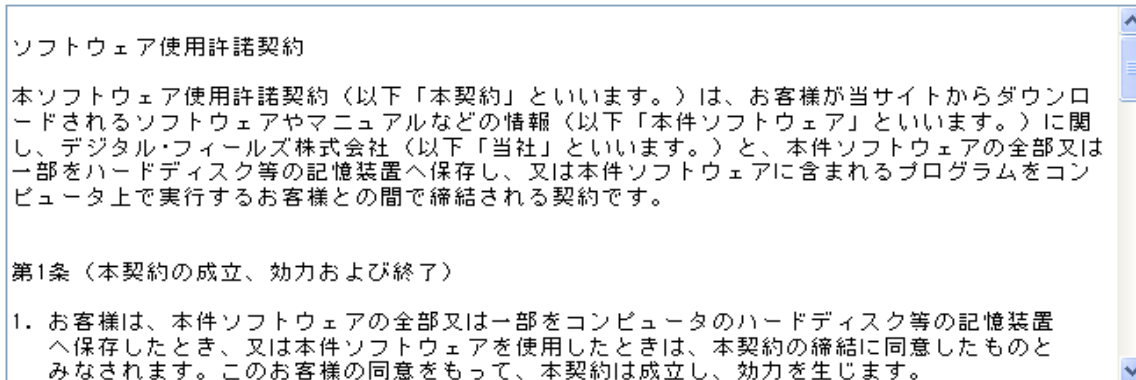 ソフトウェア使用許諾契約
本ソフトウェア使用許諾契約（以下「本契約」といいます。）は、お客様が当サイトからダウンロ
ードされるソフトウェアやマニュアルなどの情報（以下「本件ソフトウェア」といいます。）に関
し、デジタル・フィールズ株式会社（以下「当社」といいます。）と、本件ソフトウェアの全部又は
一部をハードディスク等の記憶装置へ保存し、又は本件ソフトウェアに含まれるプログラムをコン
ピュータ上で実行するお客様との間で締結される契約です。
第1条（本契約の成立、効力および終了）
1. お客様は、本件ソフトウェアの全部又は一部をコンピュータのハードディスク等の記憶装置
へ保存したとき、又は本件ソフトウェアを使用したときは、本契約の締結に同意したものと
みなされます。このお客様の同意をもって、本契約は成立し、効力を生じます。